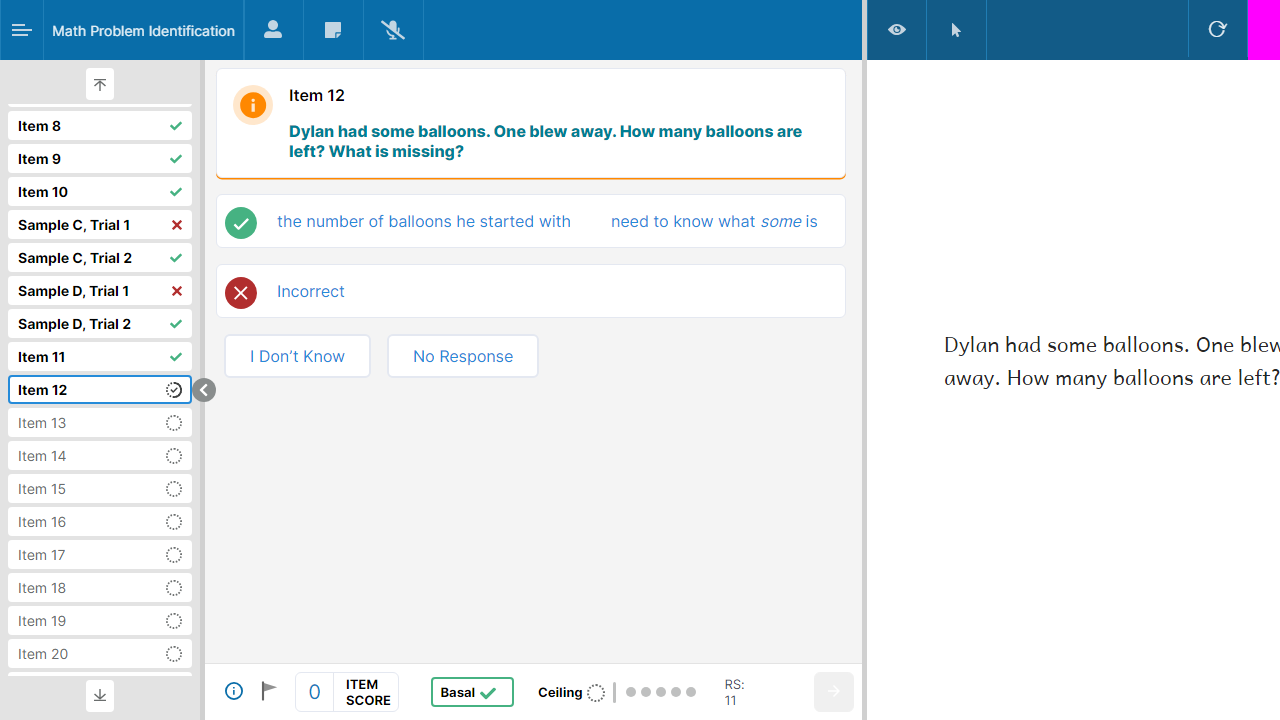 Math Problem Identification
Item 8
Item 9
Item 10
Sample C, Trial 1
Sample C, Trial 2
Sample D, Trial 1
Sample D, Trial 2
Item 11
Item 12
Item 13
Item 14
Item 15
Item 16
Item 17
Item 18
Item 19
Item 20
Item 12
Dylan had some balloons. One blew away. How many balloons are
left? What is missing?
the number of balloons he started with need to know what some is
Incorrect
I Don’t Know No Response
0 ITEM
SCORE
Basal
Ceiling
RS:
11
Dylan had some balloons. One blew
away. How many balloons are left?